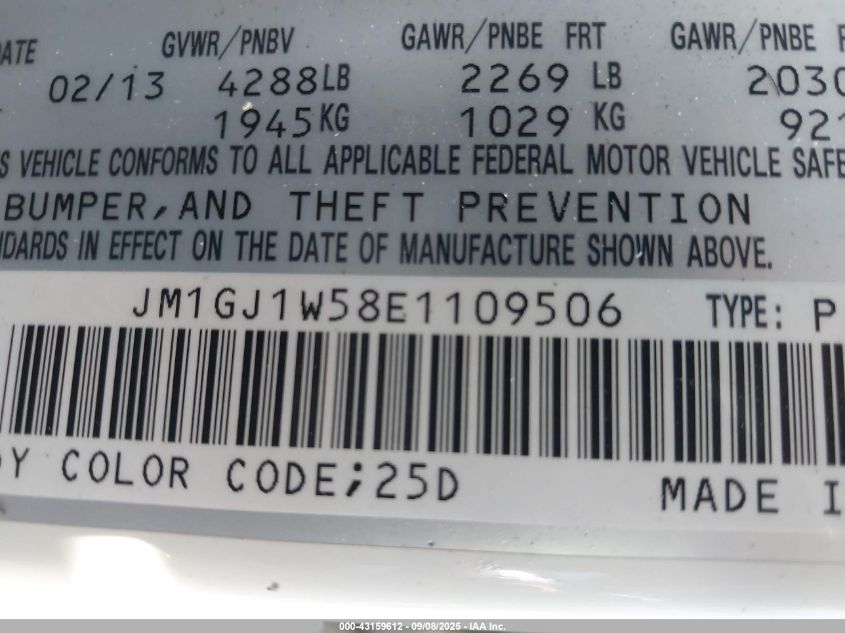 DATE GVWR/PNBV GAWR/PNBE FRT GAWR/PNBE
02/13 4288LB 2269 LB 2030
1945KG 1029 KG 921
VEHICLE CONFORMS TO ALL APPLICABLE FEDERAL MOTOR VEHICLE
BUMPER,AND THEFT PREVENTION
IN EFFECT ON THE DATE OF MANUFACTURE SHOWN ABOVE.
JM1GJ1W58E1109506 TYPE: P
COLOR CODE;25D
MADE
000-43159612 - 09/08/2025 - IAA Inc.